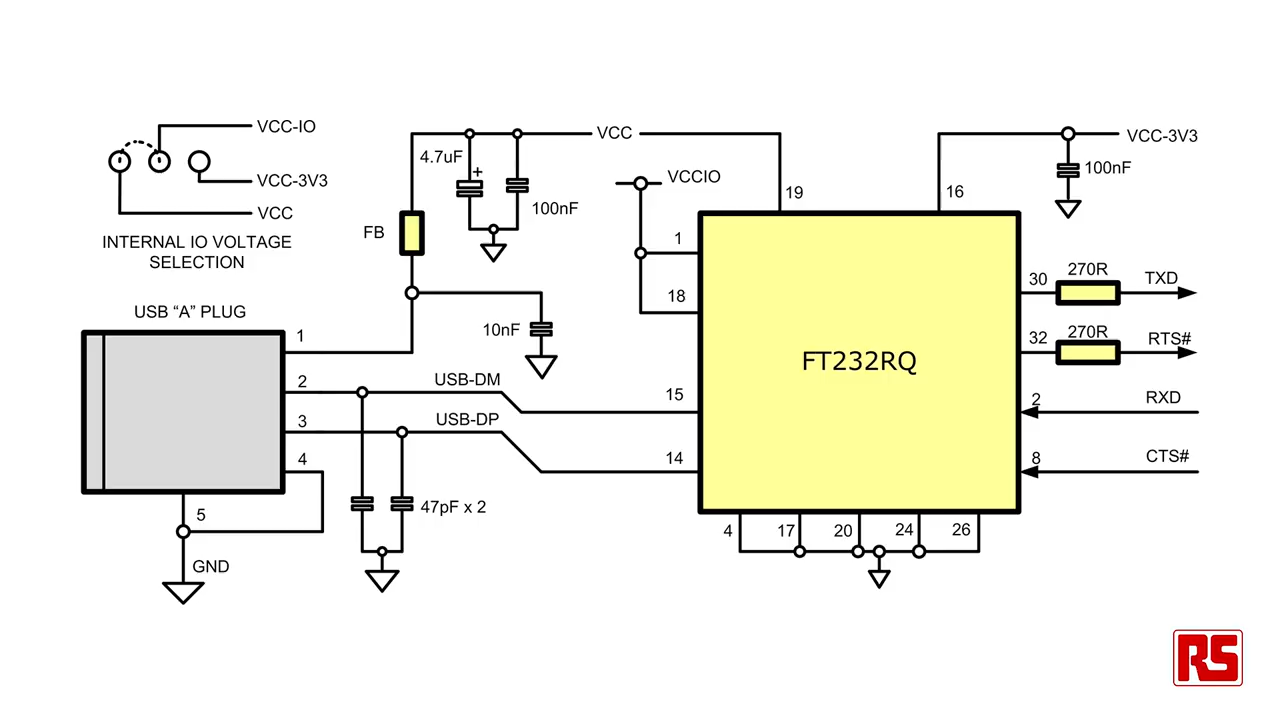 VCC-IO
VCC-3V3
VCC
INTERNAL IO VOLTAGE
SELECTION
USB “A” PLUG
1
2
3
4
5
GND
FB
4.7uF
+
100nF
10nF
USB-DM
USB-DP
47pF x 2
VCC
VCCIO
19
16
1
18
15
14
FT232RQ
4
17
20
24
26
VCC-3V3
100nF
30
270R
TXD
32
270R
RTS#
2
RXD
8
CTS#
RS